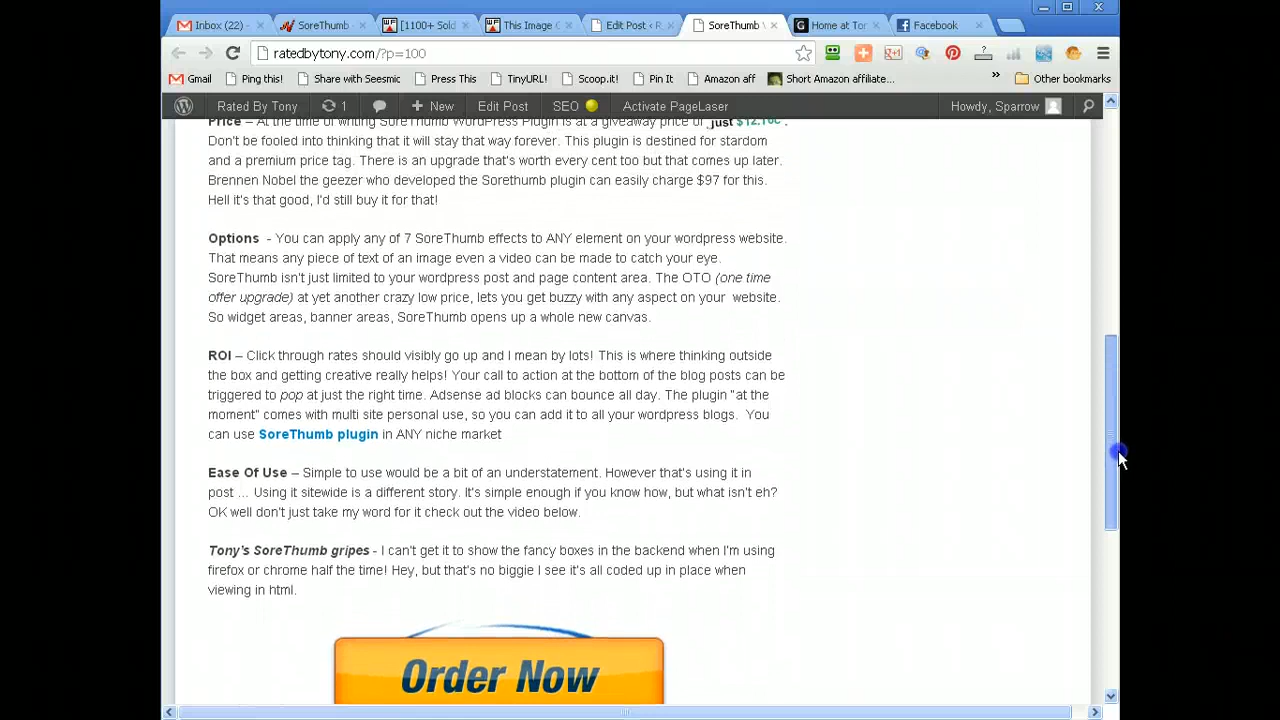 Inbox (22) -
SoreThumb
[1100+ Sold
This Image
Edit Post ‹ R
SoreThumb
Home at Tor
Facebook
ratedbytony.com/?p=100
Gmail
Ping this!
Share with Seesmic
Press This
TinyURL!
Scoop.it!
Pin It
Amazon aff
Short Amazon affiliate...
»
Other bookmarks
Rated By Tony
1
New
Edit Post
SEO
Activate PageLaser
Howdy, Sparrow
Price – At the time of writing SoreThumb WordPress Plugin is at a giveaway price of just
Don't be fooled into thinking that it will stay that way forever. This plugin is destined for stardom
and a premium price tag. There is an upgrade that's worth every cent too but that comes up later.
Brennen Nobel the geezer who developed the Sorethumb plugin can easily charge $97 for this.
Hell it's that good, I'd still buy it for that!
Options - You can apply any of 7 SoreThumb effects to ANY element on your wordpress website.
That means any piece of text of an image even a video can be made to catch your eye.
SoreThumb isn't just limited to your wordpress post and page content area. The OTO (one time
offer upgrade) at yet another crazy low price, lets you get buzzy with any aspect on your website.
So widget areas, banner areas, SoreThumb opens up a whole new canvas.
ROI – Click through rates should visibly go up and I mean by lots! This is where thinking outside
the box and getting creative really helps! Your call to action at the bottom of the blog posts can be
triggered to pop at just the right time. Adsense ad blocks can bounce all day. The plugin "at the
moment" comes with multi site personal use, so you can add it to all your wordpress blogs. You
can use SoreThumb plugin in ANY niche market
Ease Of Use – Simple to use would be a bit of an understatement. However that's using it in
post ... Using it sitewide is a different story. It's simple enough if you know how, but what isn't eh?
OK well don't just take my word for it check out the video below.
Tony's SoreThumb gripes - I can't get it to show the fancy boxes in the backend when I'm using
firefox or chrome half the time! Hey, but that's no biggie I see it's all coded up in place when
viewing in html.
Order Now